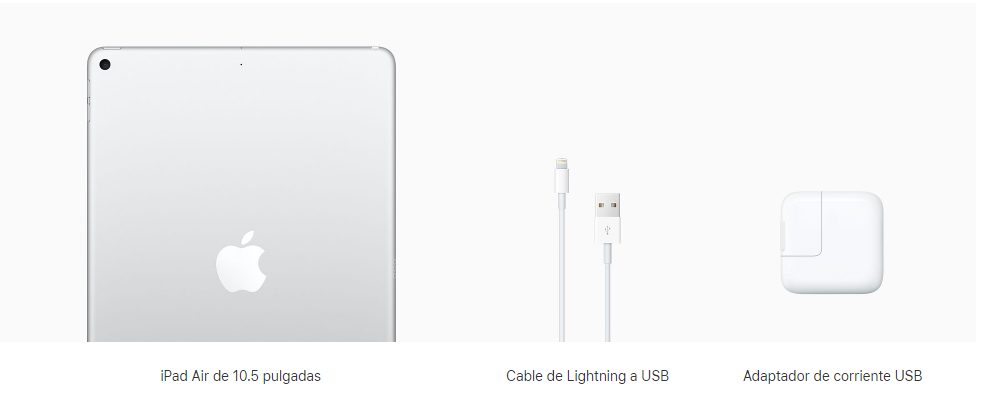 iPad Air de 10.5 pulgadas
Cable de Lightning a USB
Adaptador de corriente USB